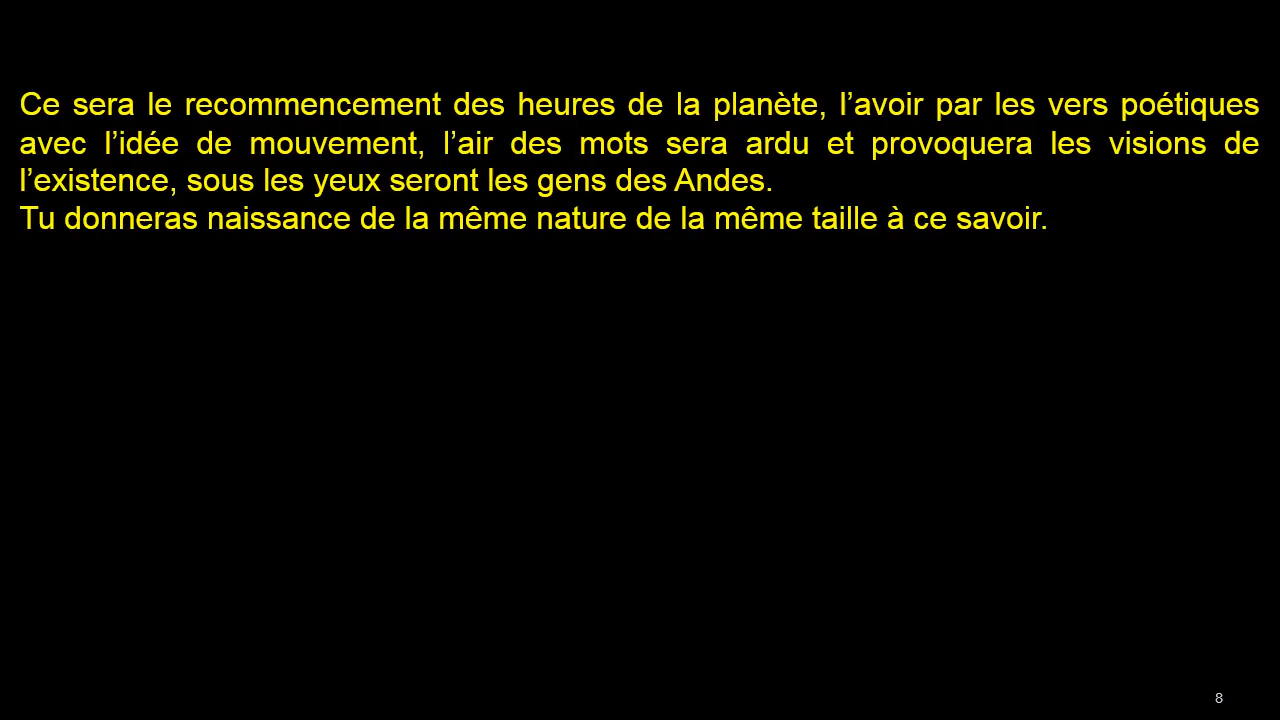 Ce sera le recommencement des heures de la planète, l’avoir par les vers poétiques
avec l’idée de mouvement, l’air des mots sera ardu et provoquera les visions de
l’existence, sous les yeux seront les gens des Andes.
Tu donneras naissance de la même nature de la même taille à ce savoir.
8